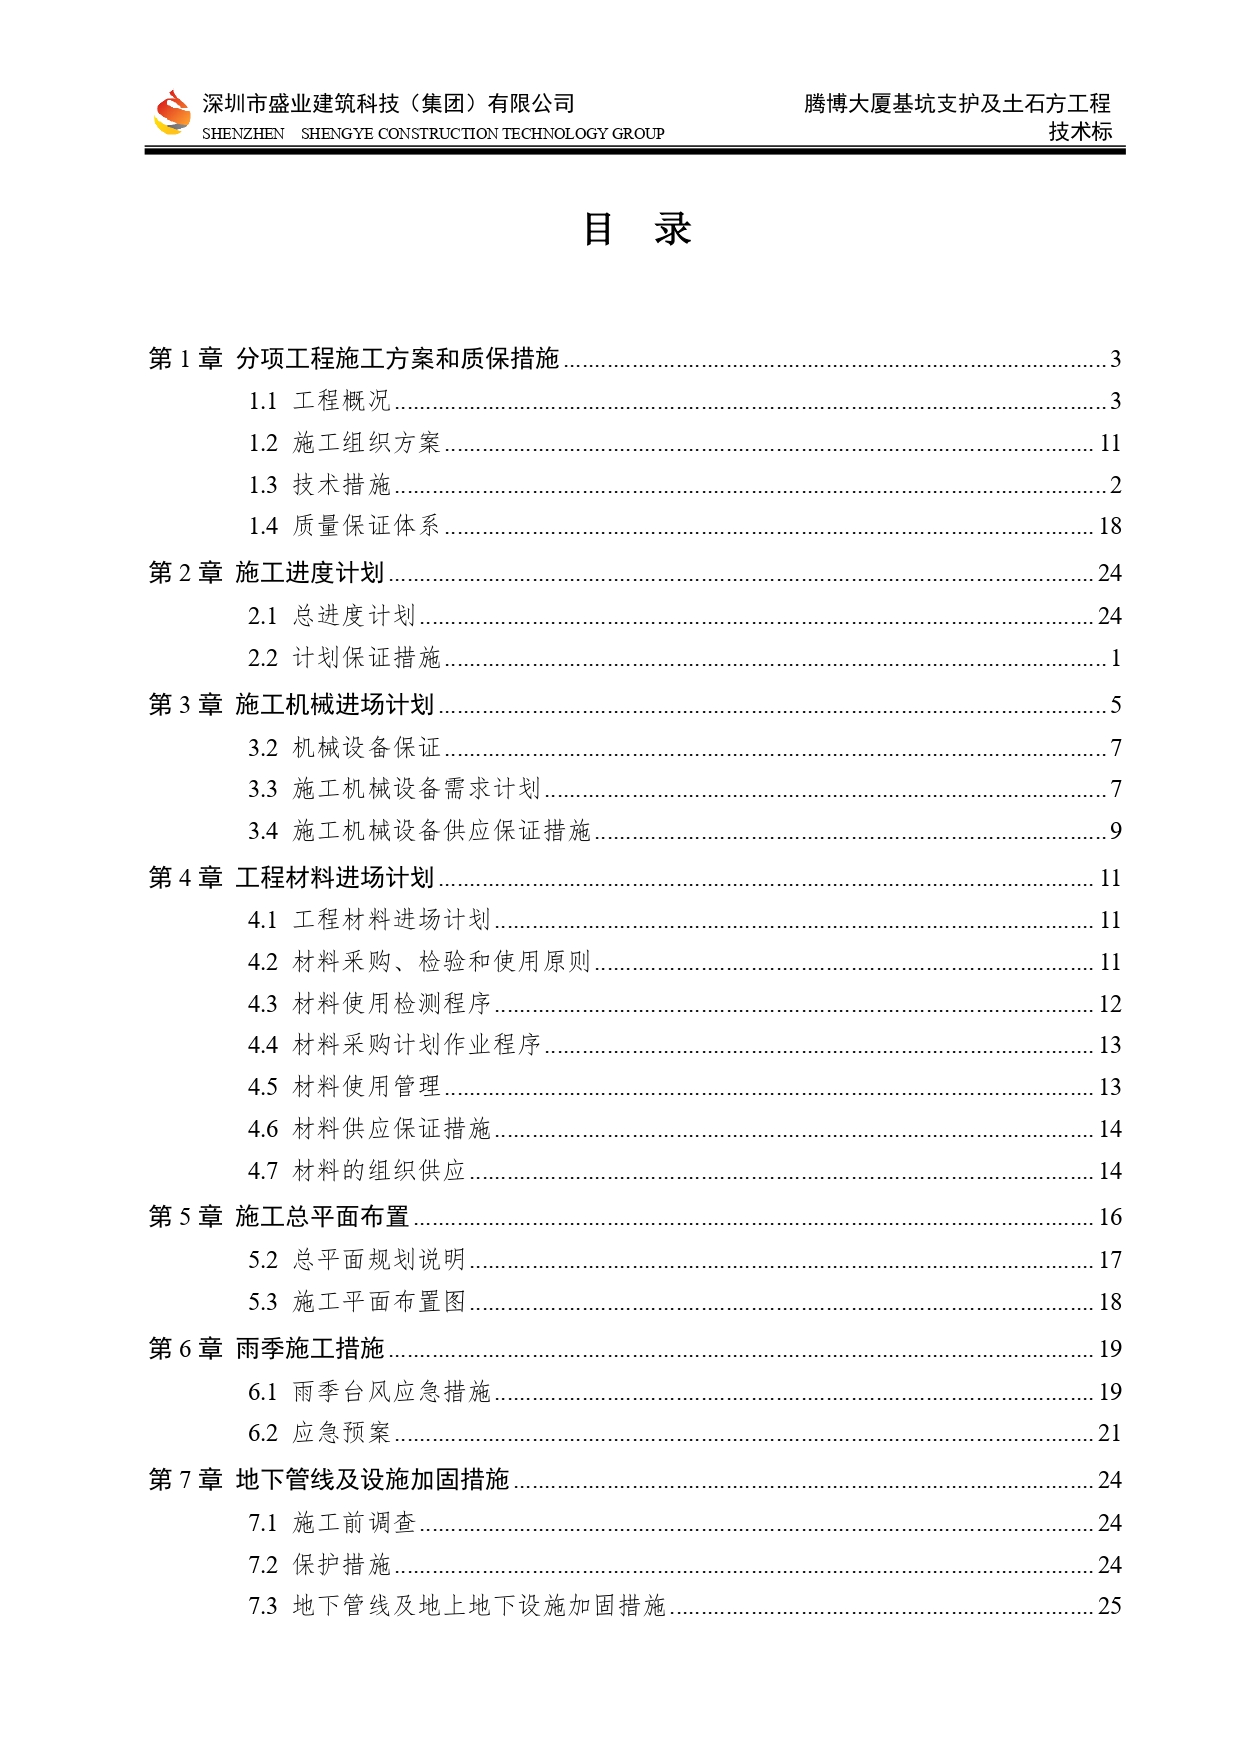 深圳市盛业建筑科技（集团）有限公司 腾博大厦基坑支护及土石方工程
SHENZHEN SHENGYE CONSTRUCTION TECHNOLOGY GROUP 技术标
目 录
第 1 章 分项工程施工方案和质保措施 3
1.1 工程概况 3
1.2 施工组织方案 11
1.3 技术措施 2
1.4 质量保证体系 18
第 2 章 施工进度计划 24
2.1 总进度计划 24
2.2 计划保证措施 1
第 3 章 施工机械进场计划 5
3.2 机械设备保证 7
3.3 施工机械设备需求计划 7
3.4 施工机械设备供应保证措施 9
第 4 章 工程材料进场计划 11
4.1 工程材料进场计划 11
4.2 材料采购、检验和使用原则 11
4.3 材料使用检测程序 12
4.4 材料采购计划作业程序 13
4.5 材料使用管理 13
4.6 材料供应保证措施 14
4.7 材料的组织供应 14
第 5 章 施工总平面布置 16
5.2 总平面规划说明 17
5.3 施工平面布置图 18
第 6 章 雨季施工措施 19
6.1 雨季台风应急措施 19
6.2 应急预案 21
第 7 章 地下管线及设施加固措施 24
7.1 施工前调查 24
7.2 保护措施 24
7.3 地下管线及地上地下设施加固措施 25